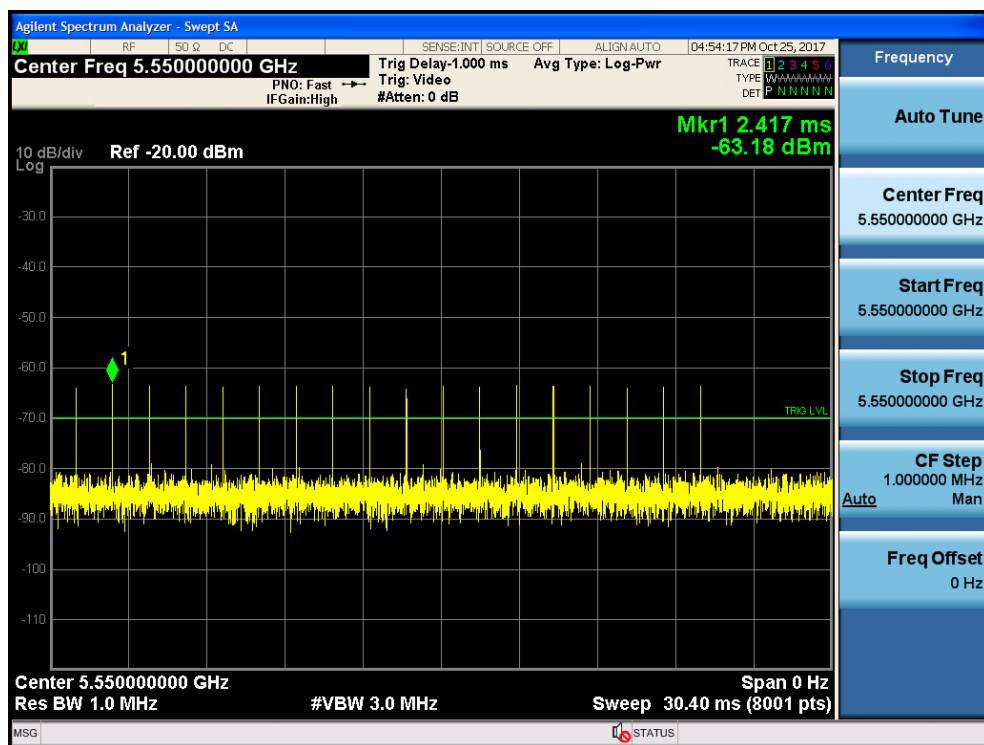 Agilent Spectrum Analyzer - Swept SA
LXI RF 50 Ω DC SENSE:INT SOURCE OFF ALIGN AUTO 04:54:17 PM Oct 25, 2017
Center Freq 5.550000000 GHz
PNO: Fast
IFGain:High
Trig Delay-1.000 ms
Trig: Video
#Atten: 0 dB
Avg Type: Log-Pwr
TRACE 1 2 3 4 5 6
TYPE W
DET P N N N N N
Mkr1 2.417 ms
-63.18 dBm
10 dB/div Ref -20.00 dBm
Log
-30.0
-40.0
-50.0
-60.0
-70.0
-80.0
-90.0
-100
-110
1
TRIG LVL
Center 5.550000000 GHz Span 0 Hz
Res BW 1.0 MHz #VBW 3.0 MHz Sweep 30.40 ms (8001 pts)
MSG STATUS
Frequency
Auto Tune
Center Freq
5.550000000 GHz
Start Freq
5.550000000 GHz
Stop Freq
5.550000000 GHz
CF Step
1.000000 MHz
Auto Man
Freq Offset
0 Hz